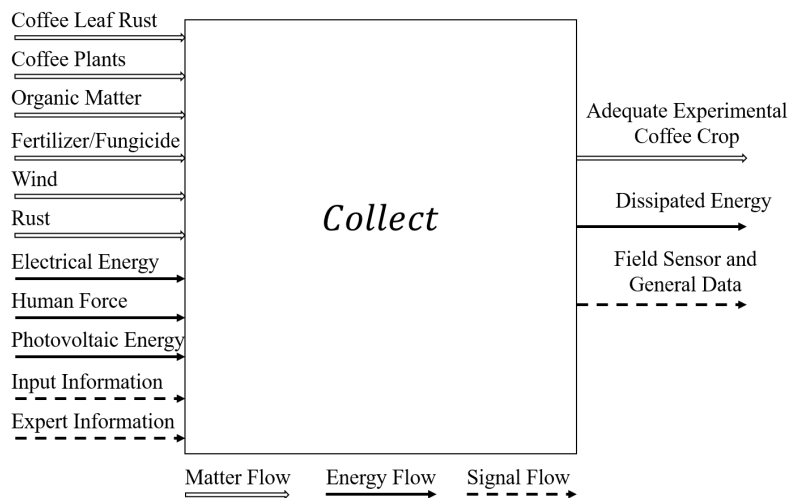 Coffee Leaf Rust
Coffee Plants
Organic Matter
Fertilizer/Fungicide
Wind
Rust
Electrical Energy
Human Force
Photovoltaic Energy
Input Information
Expert Information
Collect
Adequate Experimental
Coffee Crop
Dissipated Energy
Field Sensor and
General Data
Matter Flow
Energy Flow
Signal Flow